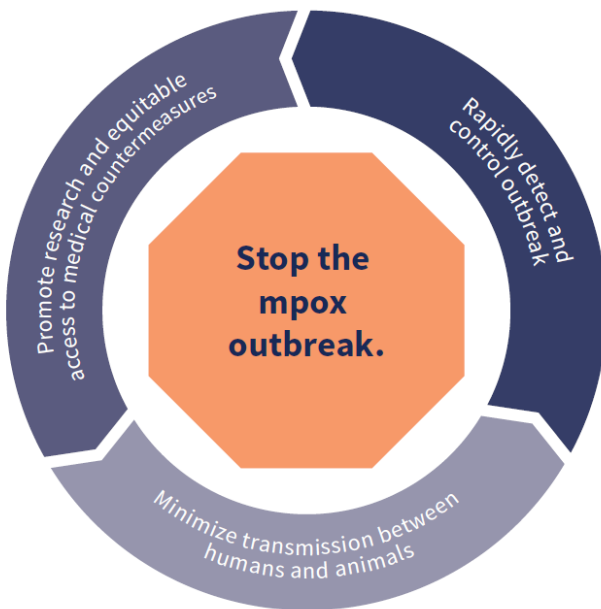 Stop the
mpox
outbreak.
Rapidly detect and
control outbreak
Minimize transmission between
humans and animals
Promote research and equitable
access to medical countermeasures